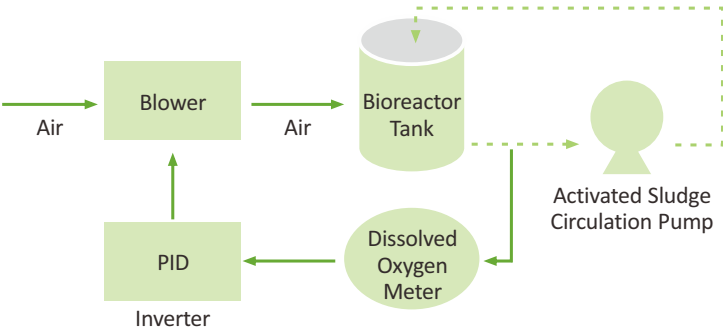 Blower
Air
Air
Bioreactor
Tank
Activated Sludge
Circulation Pump
PID
Inverter
Dissolved
Oxygen
Meter